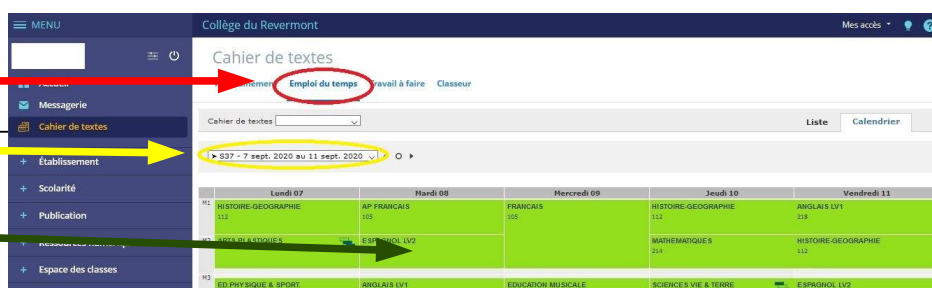 MENU
Collège du Revermont
Mes accès
Cahier de textes
Emploi du temps Travail à faire Classeur
Messagerie
Cahier de textes
Cahier de textes
Liste Calendrier
S37 - 7 sept. 2020 au 11 sept. 2020
+ Établissement
+ Scolarité
+ Publication
+ Espace des classes
Lundi 07 Mardi 08 Mercredi 09 Jeudi 10 Vendredi 11
M1
HISTOIRE-GEOGRAPHIE AP FRANCAIS FRANCAIS HISTOIRE-GEOGRAPHIE ANGLAIS LV1
112 105 105 112 218
ARTS PLASTIQUES ESPAGNOL LV2 MATHEMATIQUES HISTOIRE-GEOGRAPHIE
214 112
M3
ED.PHYSIQUE & SPORT. ANGLAIS LV1 EDUCATION MUSICALE SCIENCES VIE & TERRE ESPAGNOL LV2